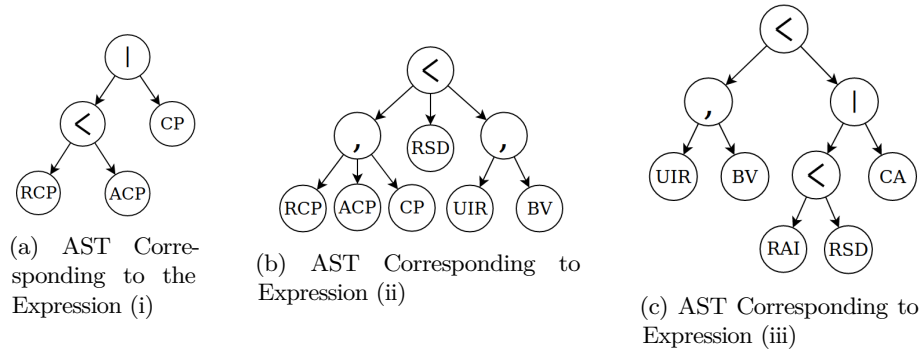 |
<
CP
RCP
ACP
(a) AST Corre-
sponding to the
Expression (i)
<
,
RSD
,
RCP
ACP
CP
UIR
BV
(b) AST Corresponding to
Expression (ii)
<
,
|
UIR
BV
<
CA
RAI
RSD
(c) AST Corresponding to
Expression (iii)